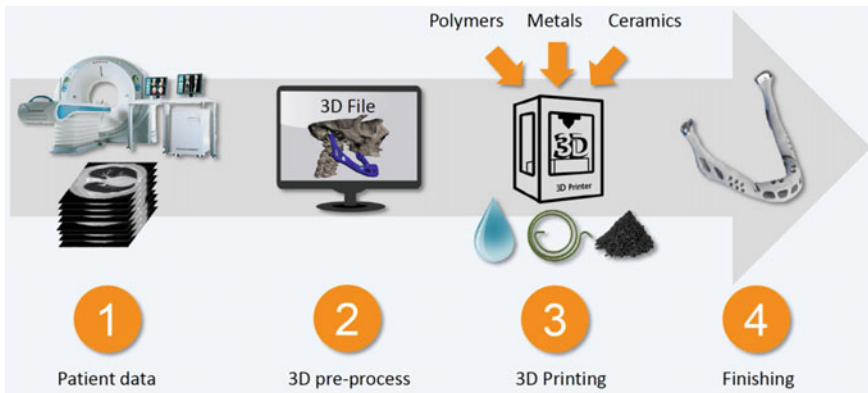 Polymers Metals Ceramics
3D File
3D
3D Printer
1 2 3 4
Patient data 3D pre-process 3D Printing Finishing